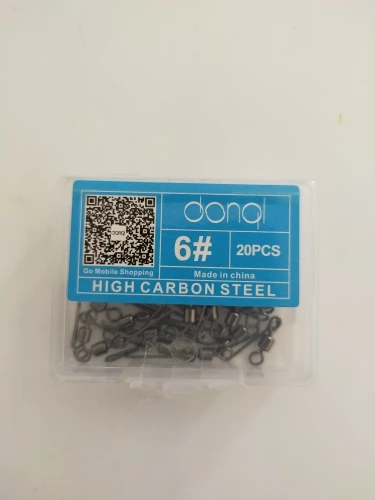 donql
6#
20PCS
Go Mobile Shopping
Made in china
HIGH CARBON STEEL